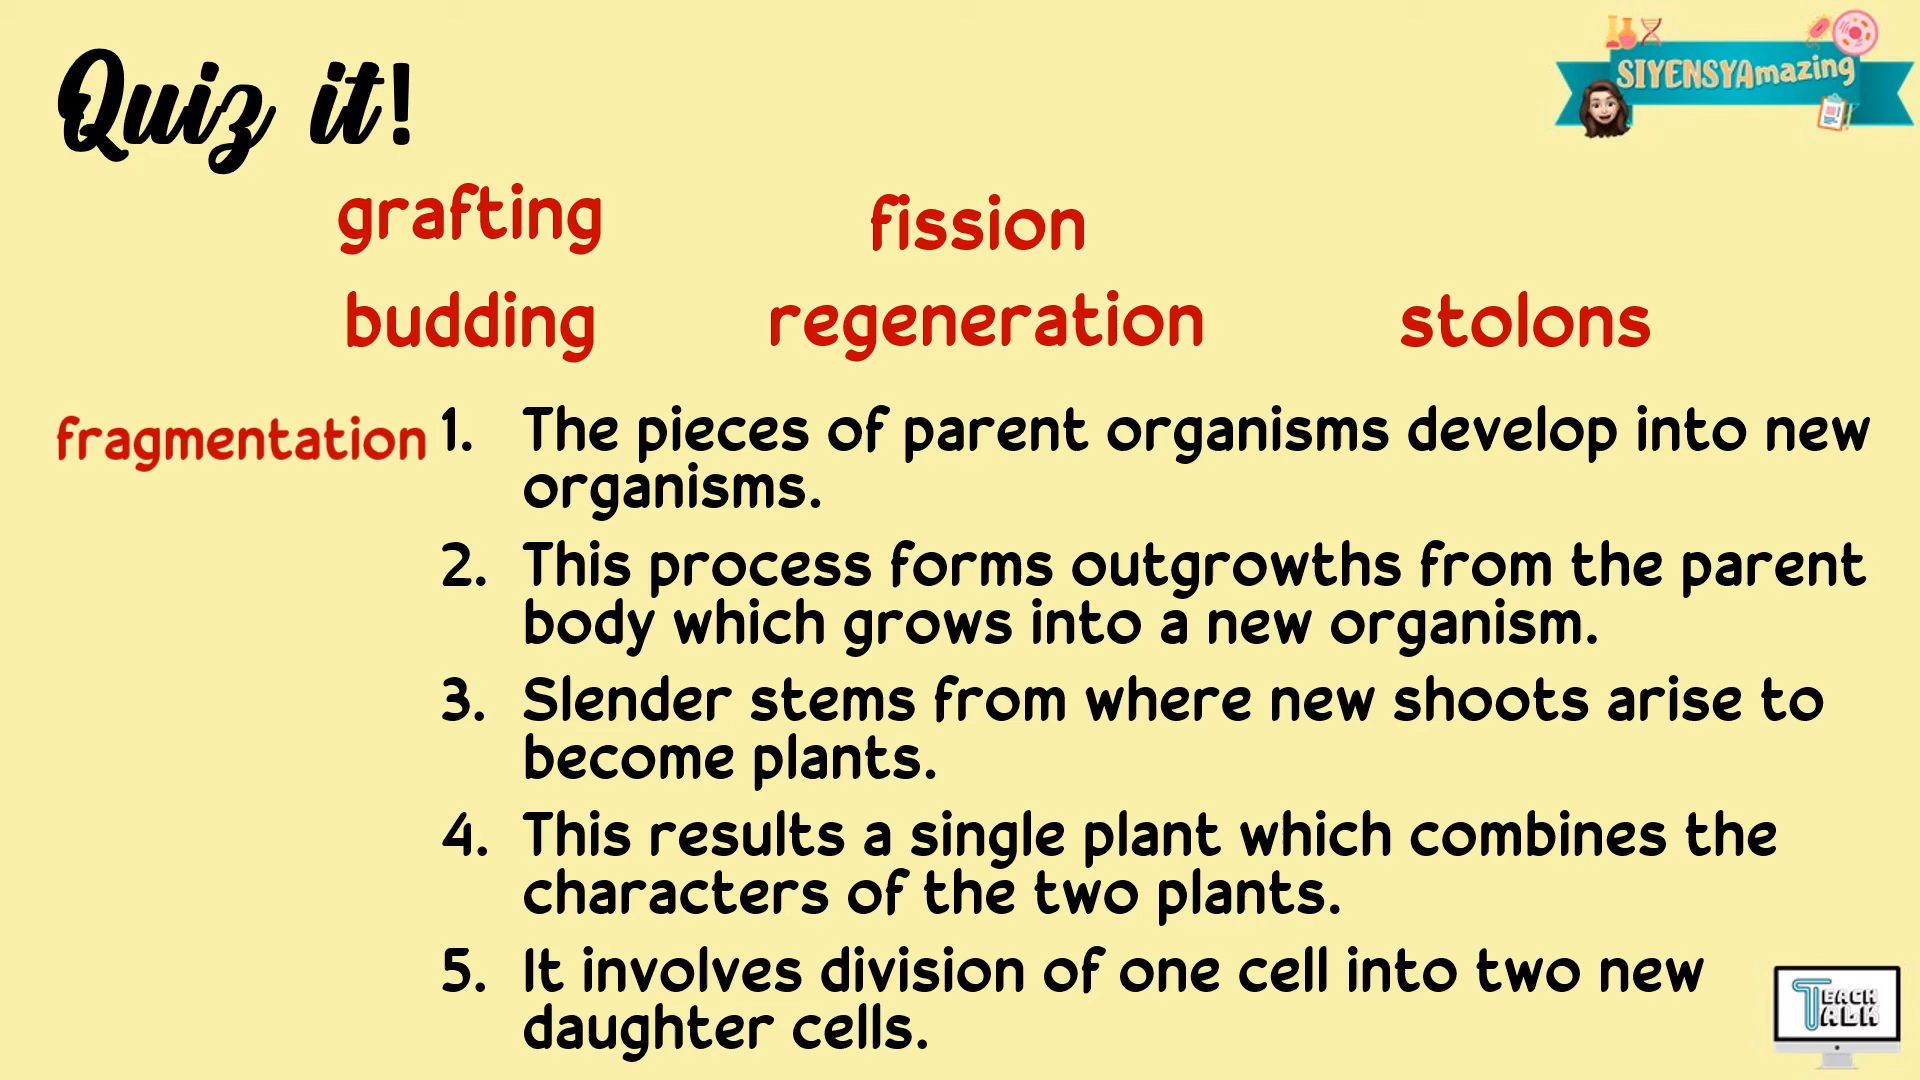 Quiz it!
SIYENSYAmazing
grafting
fission
budding
regeneration
stolons
fragmentation
1. The pieces of parent organisms develop into new
organisms.
2. This process forms outgrowths from the parent
body which grows into a new organism.
3. Slender stems from where new shoots arise to
become plants.
4. This results a single plant which combines the
characters of the two plants.
5. It involves division of one cell into two new
daughter cells.
TEACH
TALK